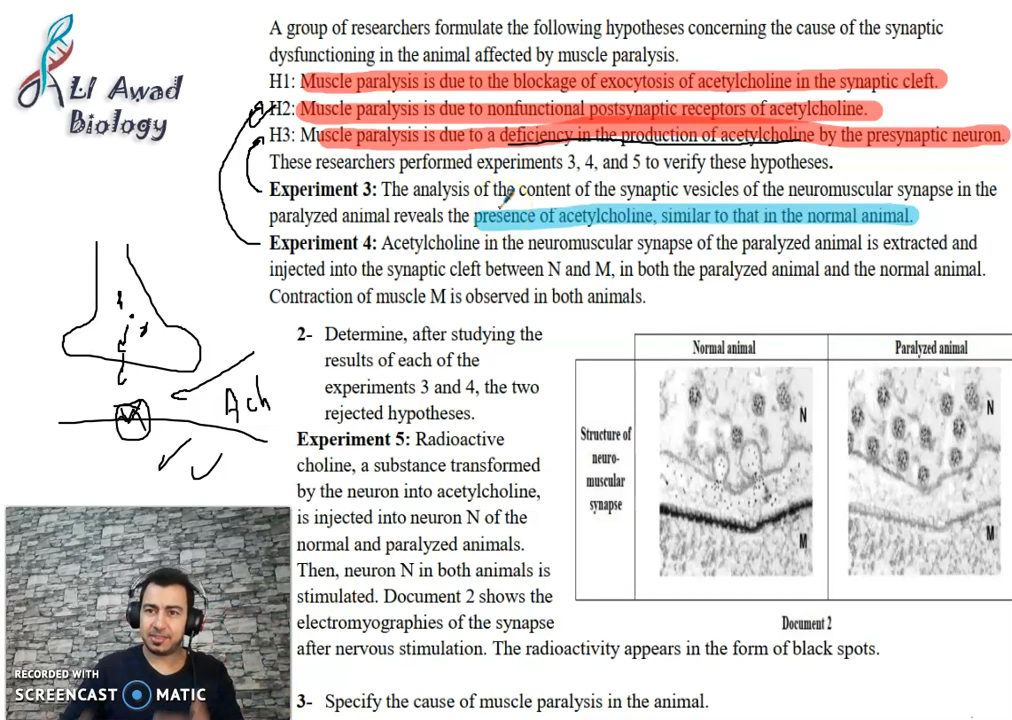 ALI Awad
Biology
A group of researchers formulate the following hypotheses concerning the cause of the synaptic
dysfunctioning in the animal affected by muscle paralysis.
H1: Muscle paralysis is due to the blockage of exocytosis of acetylcholine in the synaptic cleft.
H2: Muscle paralysis is due to nonfunctional postsynaptic receptors of acetylcholine.
H3: Muscle paralysis is due to a deficiency in the production of acetylcholine by the presynaptic neuron.
These researchers performed experiments 3, 4, and 5 to verify these hypotheses.
Experiment 3: The analysis of the content of the synaptic vesicles of the neuromuscular synapse in the
paralyzed animal reveals the presence of acetylcholine, similar to that in the normal animal.
Experiment 4: Acetylcholine in the neuromuscular synapse of the paralyzed animal is extracted and
injected into the synaptic cleft between N and M, in both the paralyzed animal and the normal animal.
Contraction of muscle M is observed in both animals.
Ach
2- Determine, after studying the
results of each of the
experiments 3 and 4, the two
rejected hypotheses.
Experiment 5: Radioactive
choline, a substance transformed
by the neuron into acetylcholine,
is injected into neuron N of the
normal and paralyzed animals.
Then, neuron N in both animals is
stimulated. Document 2 shows the
electromyographies of the synapse
after nervous stimulation. The radioactivity appears in the form of black spots.
Normal animal
Paralyzed animal
Structure of
neuro-
muscular
synapse
N
M
N
M
Document 2
3- Specify the cause of muscle paralysis in the animal.
RECORDED WITH
SCREENCAST MATIC